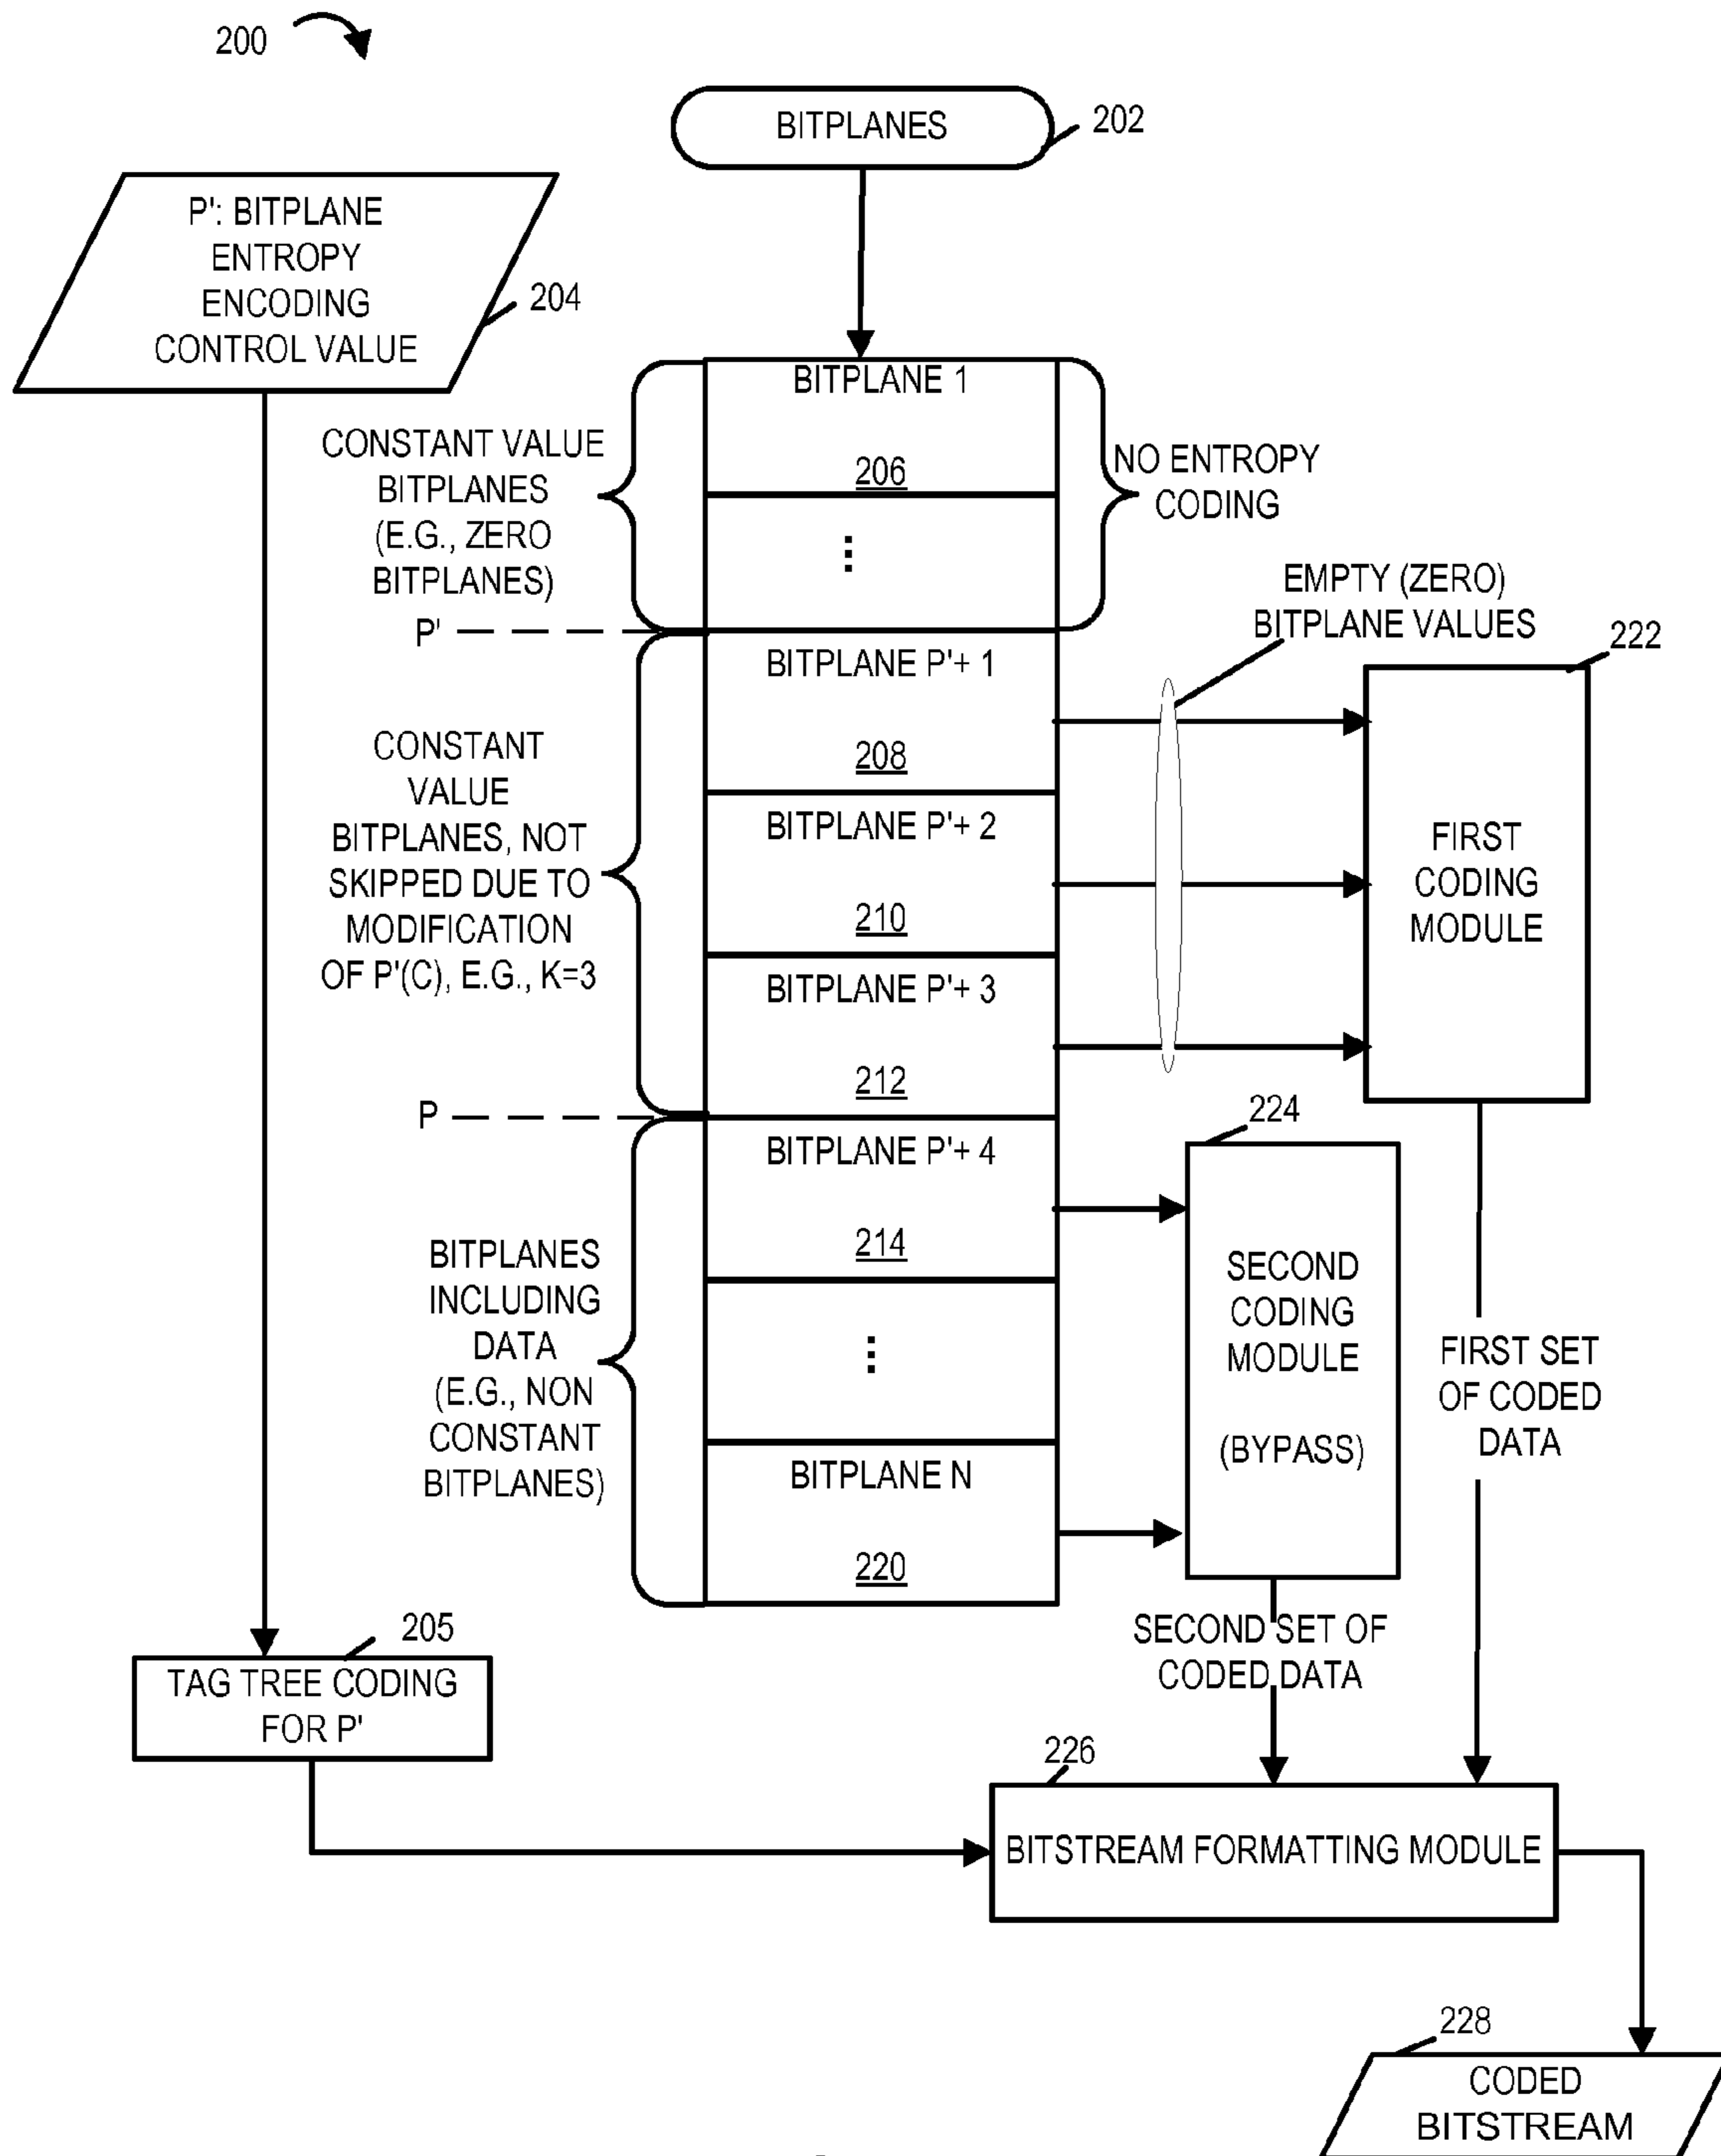 200
BITPLANES
202
P': BITPLANE
ENTROPY
ENCODING
CONTROL VALUE
204
BITPLANE 1
206
⋮
CONSTANT VALUE
BITPLANES
(E.G., ZERO
BITPLANES)
NO ENTROPY
CODING
P'
EMPTY (ZERO)
BITPLANE VALUES
222
BITPLANE P'+ 1
208
BITPLANE P'+ 2
210
BITPLANE P'+ 3
212
CONSTANT
VALUE
BITPLANES, NOT
SKIPPED DUE TO
MODIFICATION
OF P'(C), E.G., K=3
FIRST
CODING
MODULE
P
224
BITPLANE P'+ 4
214
⋮
BITPLANE N
220
BITPLANES
INCLUDING
DATA
(E.G., NON
CONSTANT
BITPLANES)
SECOND
CODING
MODULE
(BYPASS)
FIRST SET
OF CODED
DATA
SECOND SET OF
CODED DATA
205
TAG TREE CODING
FOR P'
226
BITSTREAM FORMATTING MODULE
228
CODED
BITSTREAM